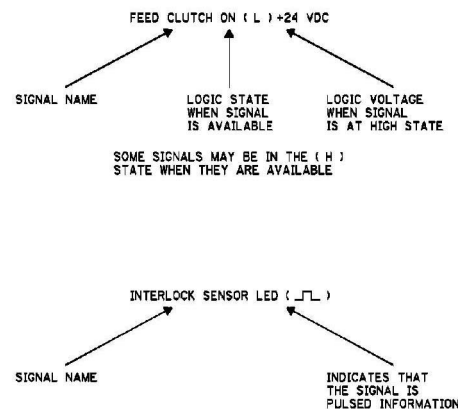 FEED CLUTCH ON ( L ) +24 VDC
SIGNAL NAME
LOGIC STATE
WHEN SIGNAL
IS AVAILABLE
LOGIC VOLTAGE
WHEN SIGNAL
IS AT HIGH STATE
SOME SIGNALS MAY BE IN THE ( H )
STATE WHEN THEY ARE AVAILABLE
INTERLOCK SENSOR LED ( )
SIGNAL NAME
INDICATES THAT
THE SIGNAL IS
PULSED INFORMATION